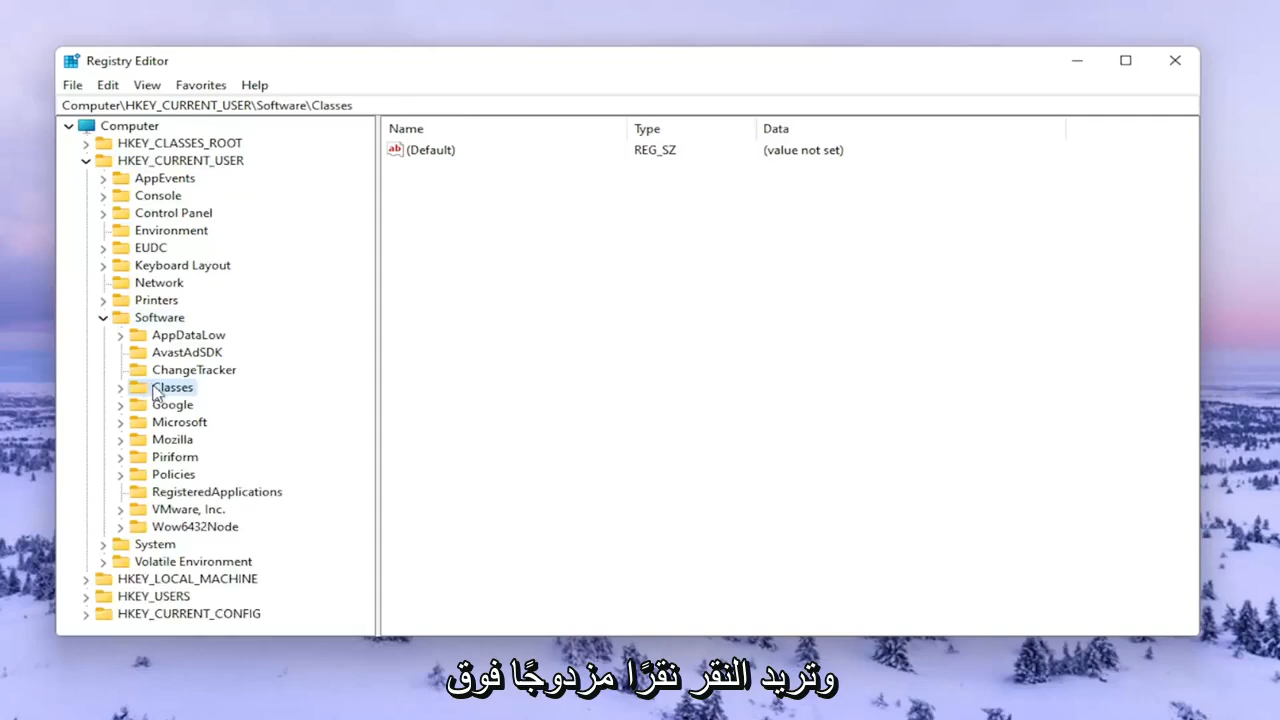 Registry Editor
File Edit View Favorites Help
Computer\HKEY_CURRENT_USER\Software\Classes
Computer
HKEY_CLASSES_ROOT
HKEY_CURRENT_USER
AppEvents
Console
Control Panel
Environment
EUDC
Keyboard Layout
Network
Printers
Software
AppDataLow
AvastAdSDK
ChangeTracker
Classes
Google
Microsoft
Mozilla
Piriform
Policies
RegisteredApplications
VMware, Inc.
Wow6432Node
System
Volatile Environment
HKEY_LOCAL_MACHINE
HKEY_USERS
HKEY_CURRENT_CONFIG
Name Type Data
ab (Default) REG_SZ (value not set)
وتريد النقر نقرًا مزدوجًا فوق